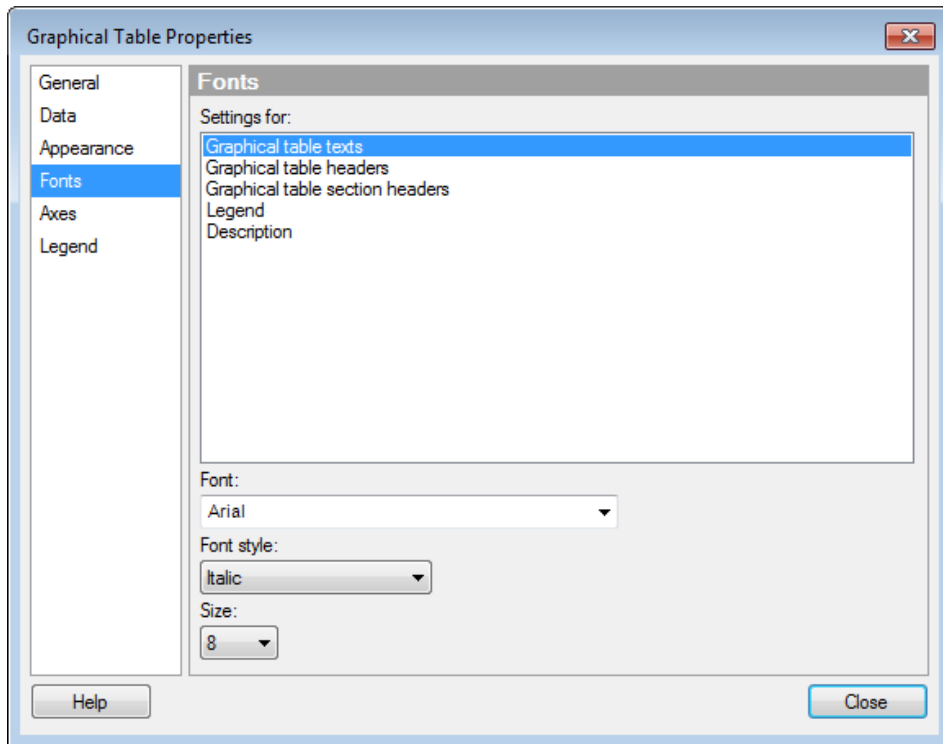 Graphical Table Properties
General
Data
Appearance
Fonts
Axes
Legend
Fonts
Settings for:
Graphical table texts
Graphical table headers
Graphical table section headers
Legend
Description
Font:
Arial
Font style:
Italic
Size:
8
Help
Close